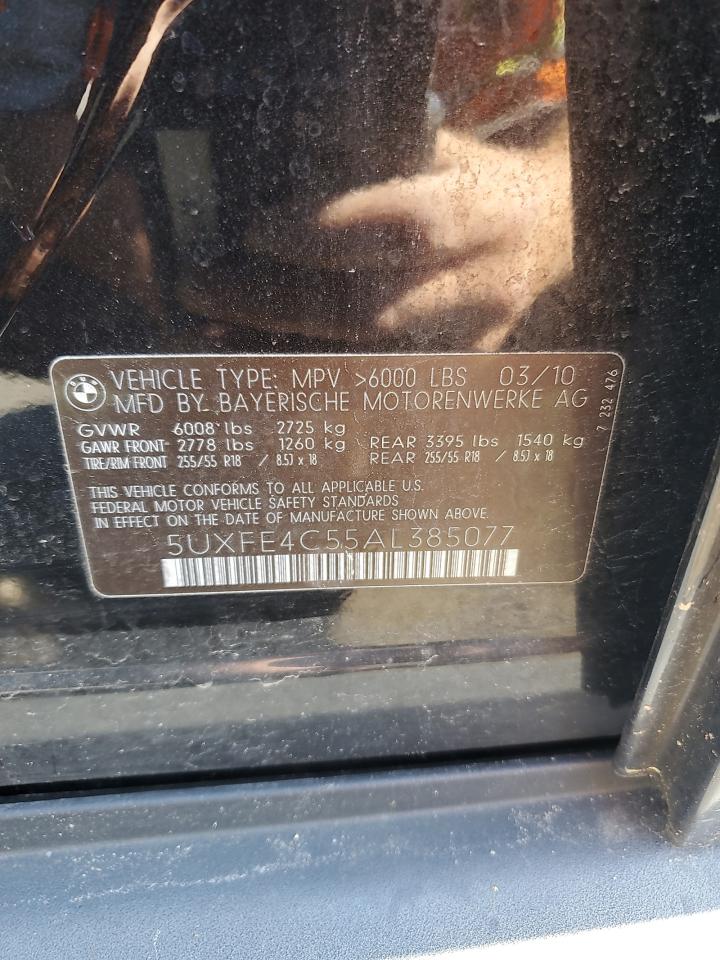 VEHICLE TYPE: MPV >6000 LBS 03/10
MFD BY BAYERISCHE MOTORENWERKE AG
GVWR 6008 lbs 2725 kg
GAWR FRONT 2778 lbs 1260 kg REAR 3395 lbs 1540 kg
TIRE/RIM FRONT 255/55 R18 / 8.5J x 18 REAR 255/55 R18 / 8.5J x 18
THIS VEHICLE CONFORMS TO ALL APPLICABLE U.S.
FEDERAL MOTOR VEHICLE SAFETY STANDARDS
IN EFFECT ON THE DATE OF MANUFACTURE SHOWN ABOVE.
5UXFE4C55AL385077
7 232 476